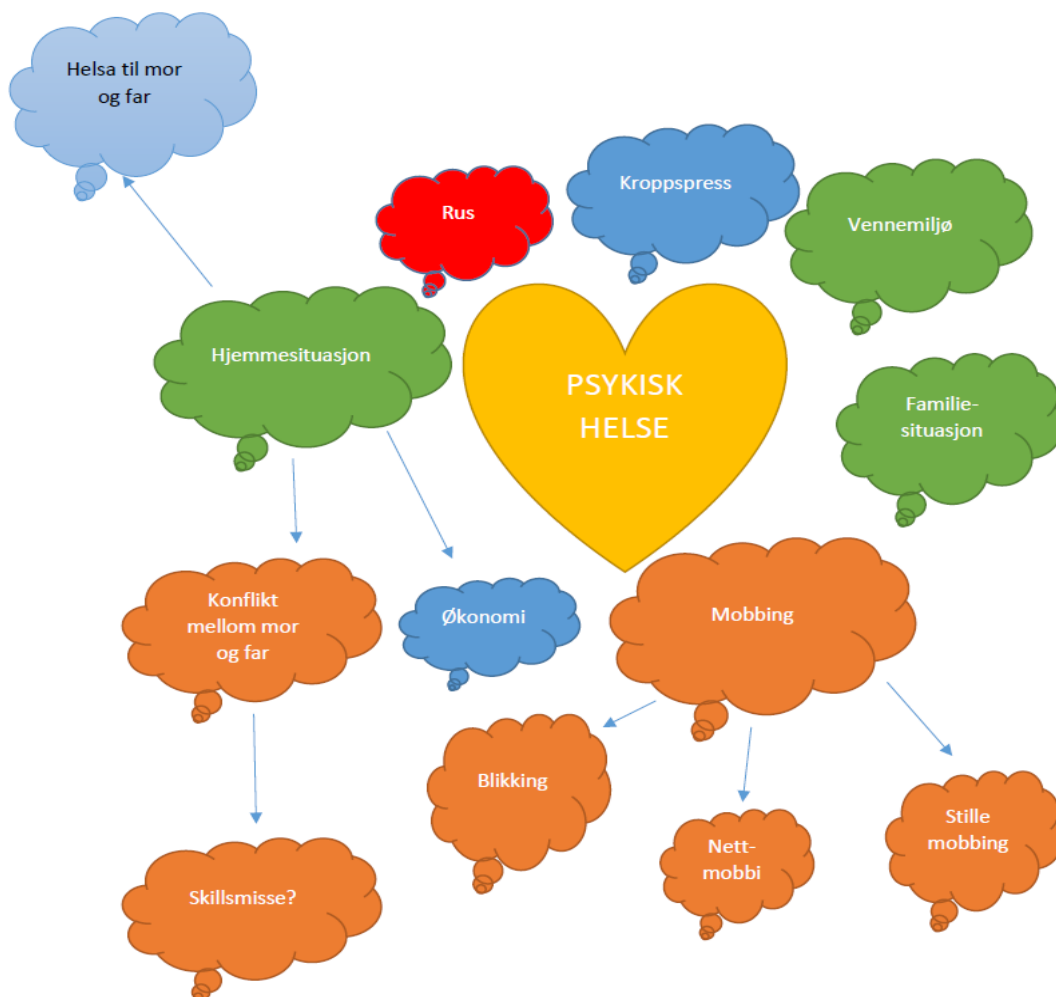 Helsa til mor
og far
Rus
Kroppspress
Vennemiljø
Hjemmesituasjon
PSYKISK
HELSE
Familie-
situasjon
Konflikt
mellom mor
og far
Økonomi
Mobbing
Blikking
Nett-
mobbi
Stille
mobbing
Skillsmisse?